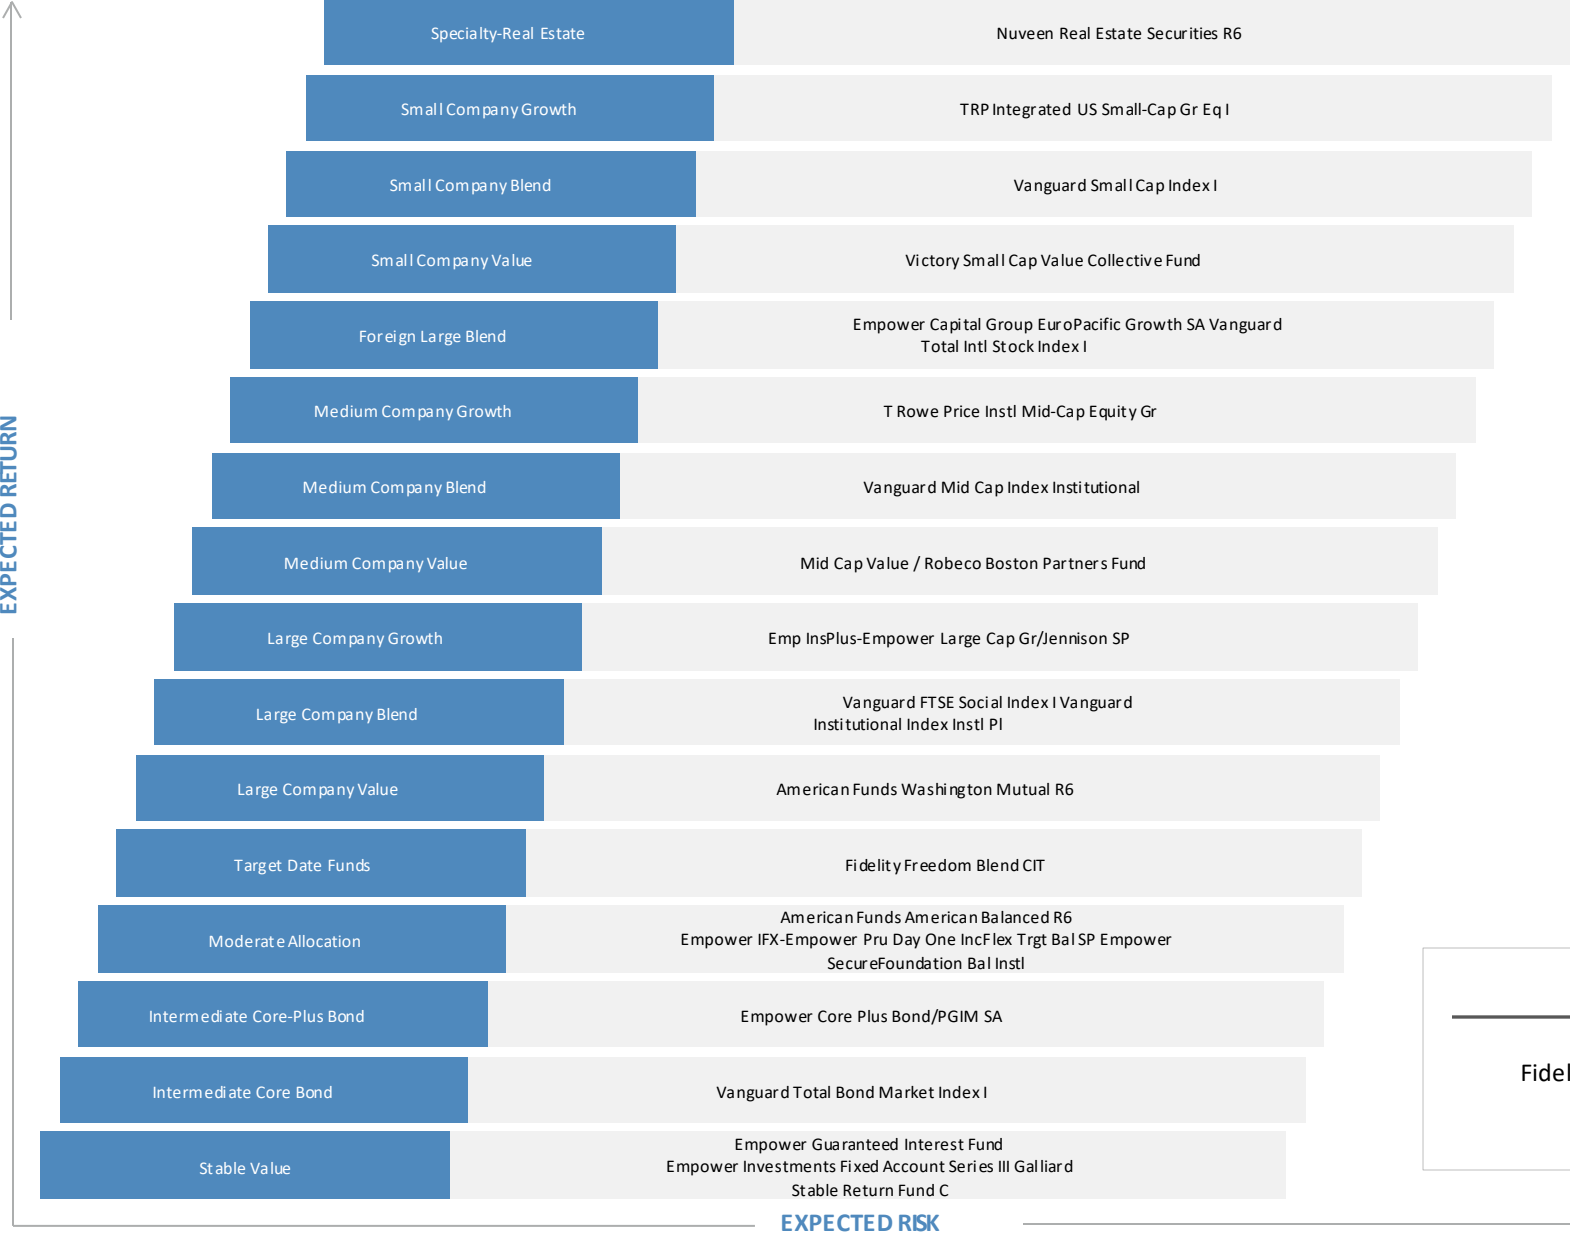 Specialty-Real Estate
Nuveen Real Estate Securities R6
Small Company Growth
TRP Integrated US Small-Cap Gr Eq I
Small Company Blend
Vanguard Small Cap Index I
Small Company Value
Victory Small Cap Value Collective Fund
Foreign Large Blend
Empower Capital Group EuroPacific Growth SA Vanguard
Total Intl Stock Index I
Medium Company Growth
T Rowe Price Instl Mid-Cap Equity Gr
EXPECTED RETURN
Medium Company Blend
Vanguard Mid Cap Index Institutional
Medium Company Value
Mid Cap Value / Robeco Boston Partners Fund
Large Company Growth
Emp InsPlus-Empower Large Cap Gr/Jennison SP
Large Company Blend
Vanguard FTSE Social Index I Vanguard
Institutional Index Instl Pl
Large Company Value
American Funds Washington Mutual R6
Target Date Funds
Fidelity Freedom Blend CIT
Moderate Allocation
American Funds American Balanced R6
Empower IFX-Empower Pru Day One IncFlex Trgt Bal SP Empower
SecureFoundation Bal Instl
Intermediate Core-Plus Bond
Empower Core Plus Bond/PGIM SA
Fidel
Intermediate Core Bond
Vanguard Total Bond Market Index I
Stable Value
Empower Guaranteed Interest Fund
Empower Investments Fixed Account Series III Galliard
Stable Return Fund C
EXPECTED RISK